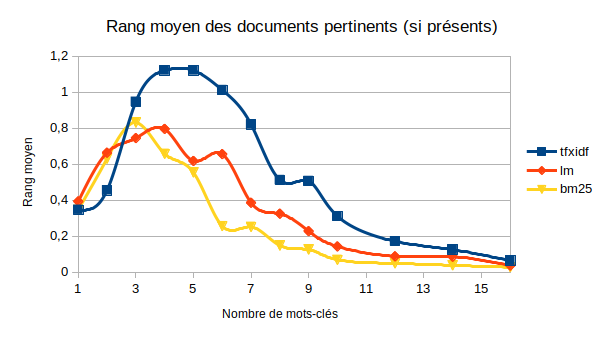 Rang moyen des documents pertinents (si présents)
1,2
1
0,8
0,6
0,4
0,2
0
Rang moyen
1 3 5 7 9 11 13 15
Nombre de mots-clés
tfxidf
lm
bm25